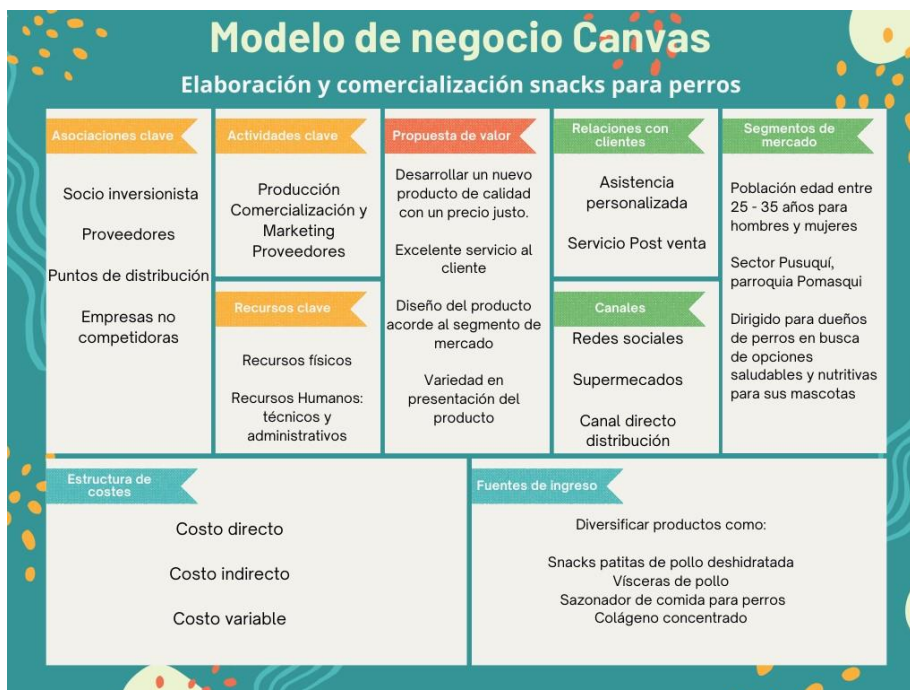 Modelo de negocio Canvas
Elaboración y comercialización snacks para perros
Asociaciones clave
Socio inversionista
Proveedores
Puntos de distribución
Empresas no
competidoras
Actividades clave
Producción
Comercialización y
Marketing
Proveedores
Recursos clave
Recursos físicos
Recursos Humanos:
técnicos y
administrativos
Propuesta de valor
Desarrollar un nuevo
producto de calidad
con un precio justo.
Excelente servicio al
cliente
Diseño del producto
acorde al segmento de
mercado
Variedad en
presentación del
producto
Relaciones con
clientes
Asistencia
personalizada
Servicio Post venta
Canales
Redes sociales
Supermecados
Canal directo
distribución
Segmentos de
mercado
Población edad entre
25 - 35 años para
hombres y mujeres
Sector Pusuquí,
parroquia Pomasqui
Dirigido para dueños
de perros en busca
de opciones
saludables y nutritivas
para sus mascotas
Estructura de
costes
Costo directo
Costo indirecto
Costo variable
Fuentes de ingreso
Diversificar productos como:
Snacks patitas de pollo deshidratada
Vísceras de pollo
Sazonador de comida para perros
Colágeno concentrado